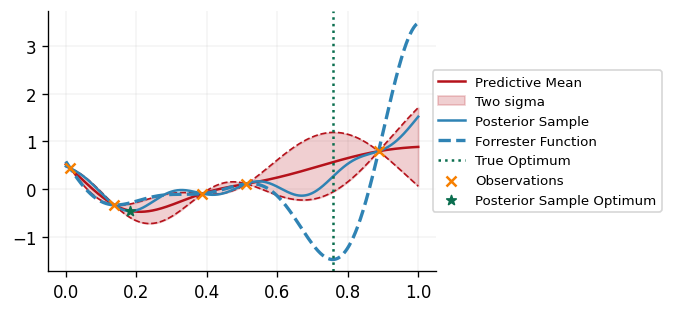 3
2
1
0
−1
0.0 0.2 0.4 0.6 0.8 1.0
Predictive Mean
Two sigma
Posterior Sample
Forrester Function
True Optimum
Observations
Posterior Sample Optimum